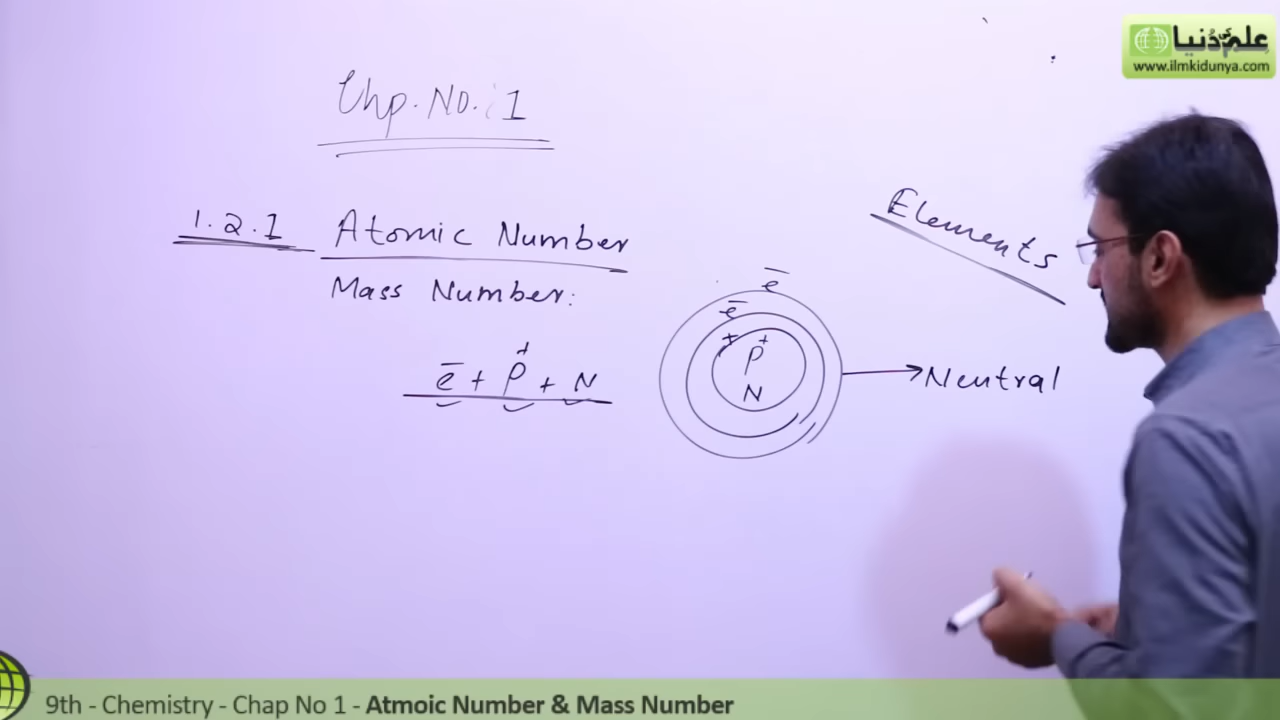 علم کی دُنیا
www.ilmkidunya.com
Chp. No. : 1
1.2.1 Atomic Number
Mass Number:
e⁻ + p⁺ + N
Elements
e⁻
e⁻
+
p⁺
N
Neutral
9th - Chemistry - Chap No 1 - Atmoic Number & Mass Number